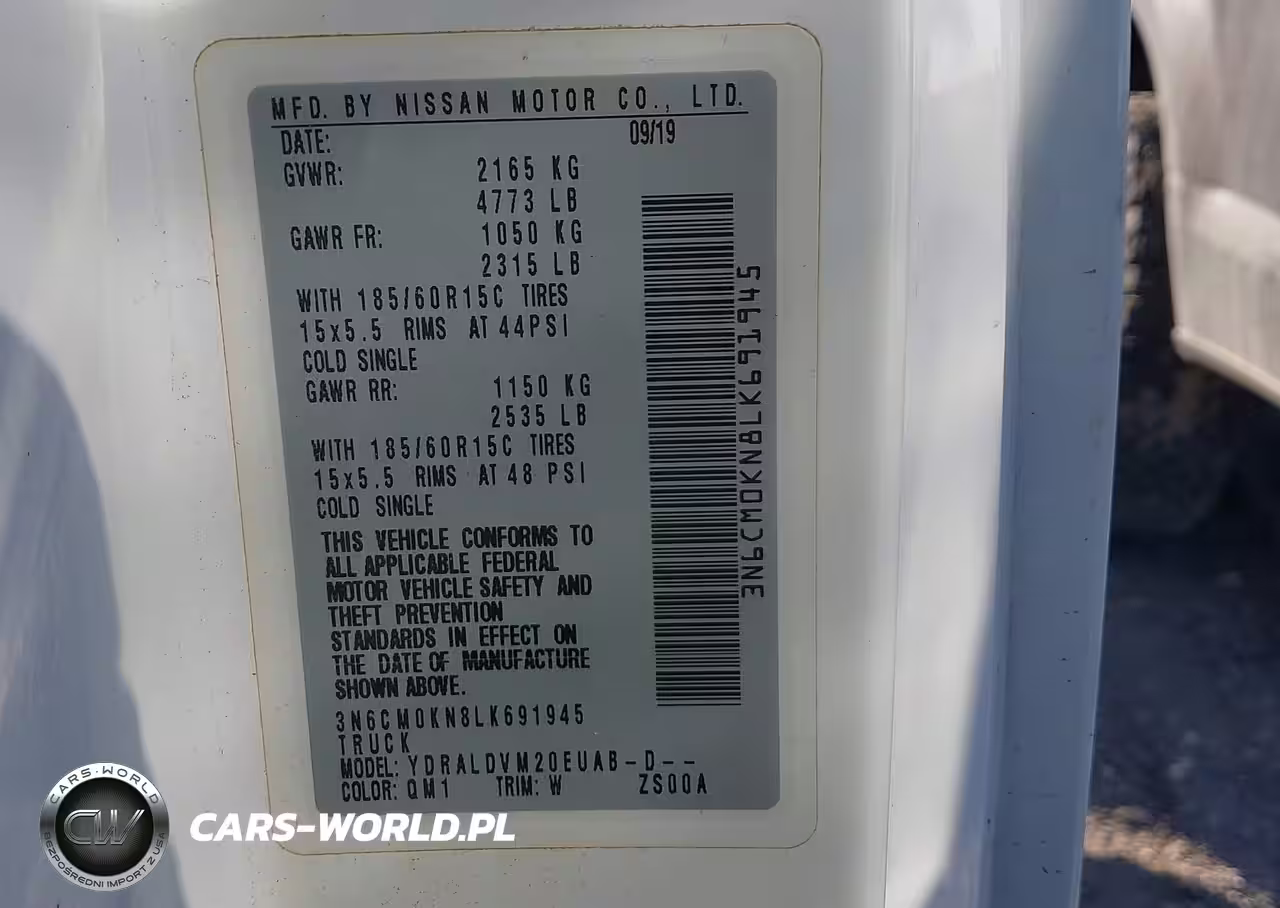 MFD. BY NISSAN MOTOR CO., LTD.
DATE: 09/19
GVWR: 2165 KG
4773 LB
GAWR FR: 1050 KG
2315 LB
WITH 185/60R15C TIRES
15x5.5 RIMS AT 44PSI
COLD SINGLE
GAWR RR: 1150 KG
2535 LB
WITH 185/60R15C TIRES
15x5.5 RIMS AT 48 PSI
COLD SINGLE
THIS VEHICLE CONFORMS TO
ALL APPLICABLE FEDERAL
MOTOR VEHICLE SAFETY AND
THEFT PREVENTION
STANDARDS IN EFFECT ON
THE DATE OF MANUFACTURE
SHOWN ABOVE.
3N6CM0KN8LK691945
TRUCK
MODEL: YDRALDVM20EUAB-D--
COLOR: QM1 TRIM: W ZS00A
3N6CM0KN8LK691945
CARS-WORLD
CW
BEZPOŚREDNI IMPORT Z USA
CARS-WORLD.PL